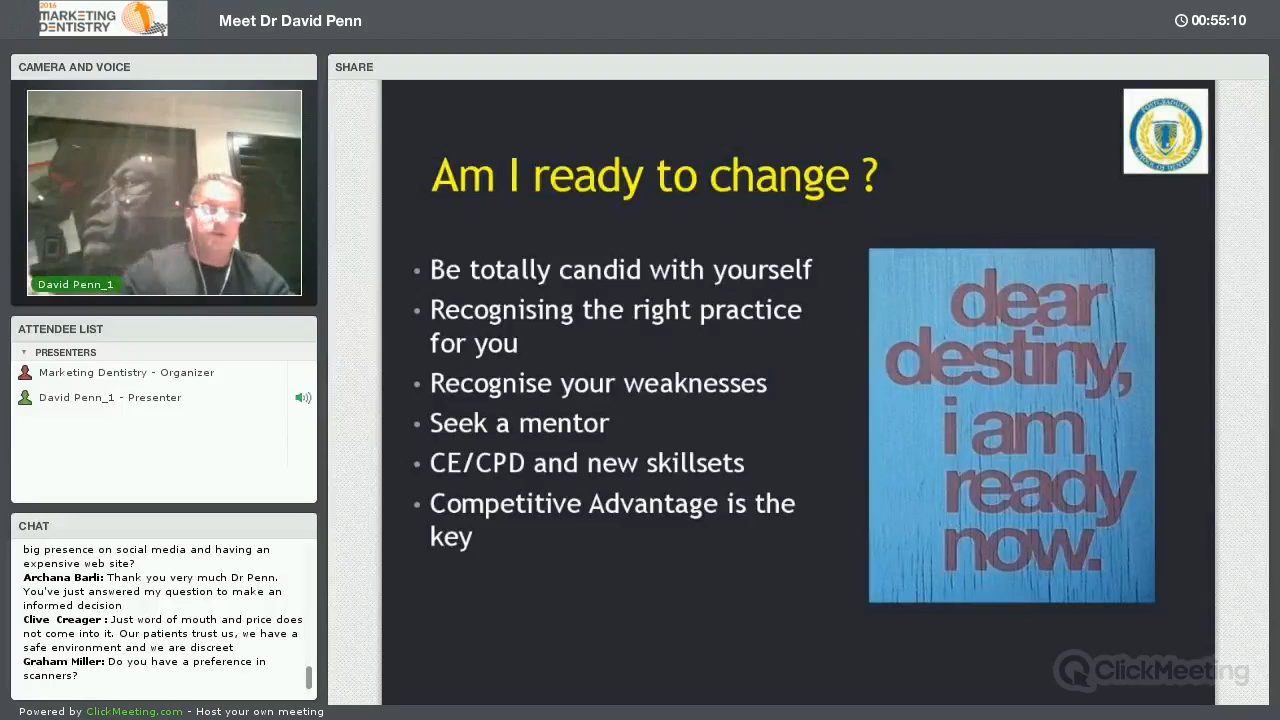 2016
MARKETING
DENTISTRY
Meet Dr David Penn
00:55:10
CAMERA AND VOICE
David Penn_1
ATTENDEE LIST
PRESENTERS
Marketing Dentistry - Organizer
David Penn_1 - Presenter
CHAT
big presence on social media and having an
expensive web site?
Archana Barli: Thank you very much Dr Penn.
You've just answered my question to make an
informed decision
Clive Creager : Just word of mouth and price does
not come into it. Our patients trust us, we have a
safe environment and we are discreet
Graham Miller: Do you have a preference in
scanners?
Powered by ClickMeeting.com - Host your own meeting
SHARE
POSTGRADUATE
SCHOOL OF DENTISTRY
Am I ready to change ?
• Be totally candid with yourself
• Recognising the right practice
for you
• Recognise your weaknesses
• Seek a mentor
• CE/CPD and new skillsets
• Competitive Advantage is the
key
dear
destiny,
i am
ready
now.
ClickMeeting